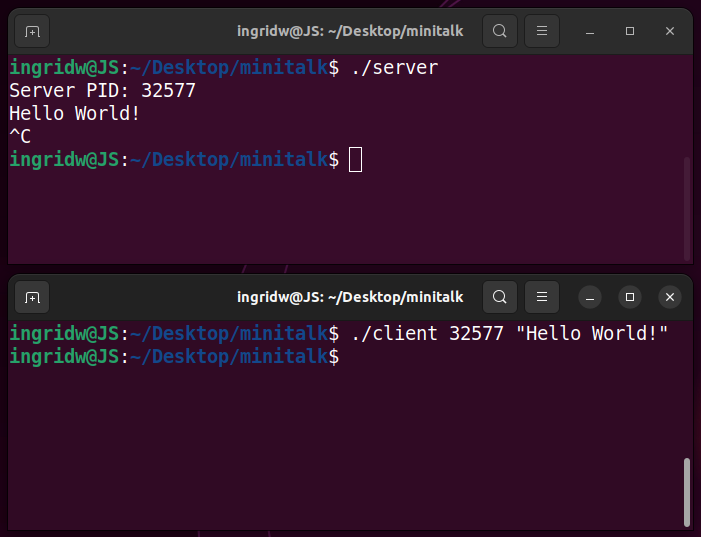 ingridw@JS: ~/Desktop/minitalk
ingridw@JS:~/Desktop/minitalk$ ./server
Server PID: 32577
Hello World!
^C
ingridw@JS:~/Desktop/minitalk$
ingridw@JS: ~/Desktop/minitalk
ingridw@JS:~/Desktop/minitalk$ ./client 32577 "Hello World!"
ingridw@JS:~/Desktop/minitalk$